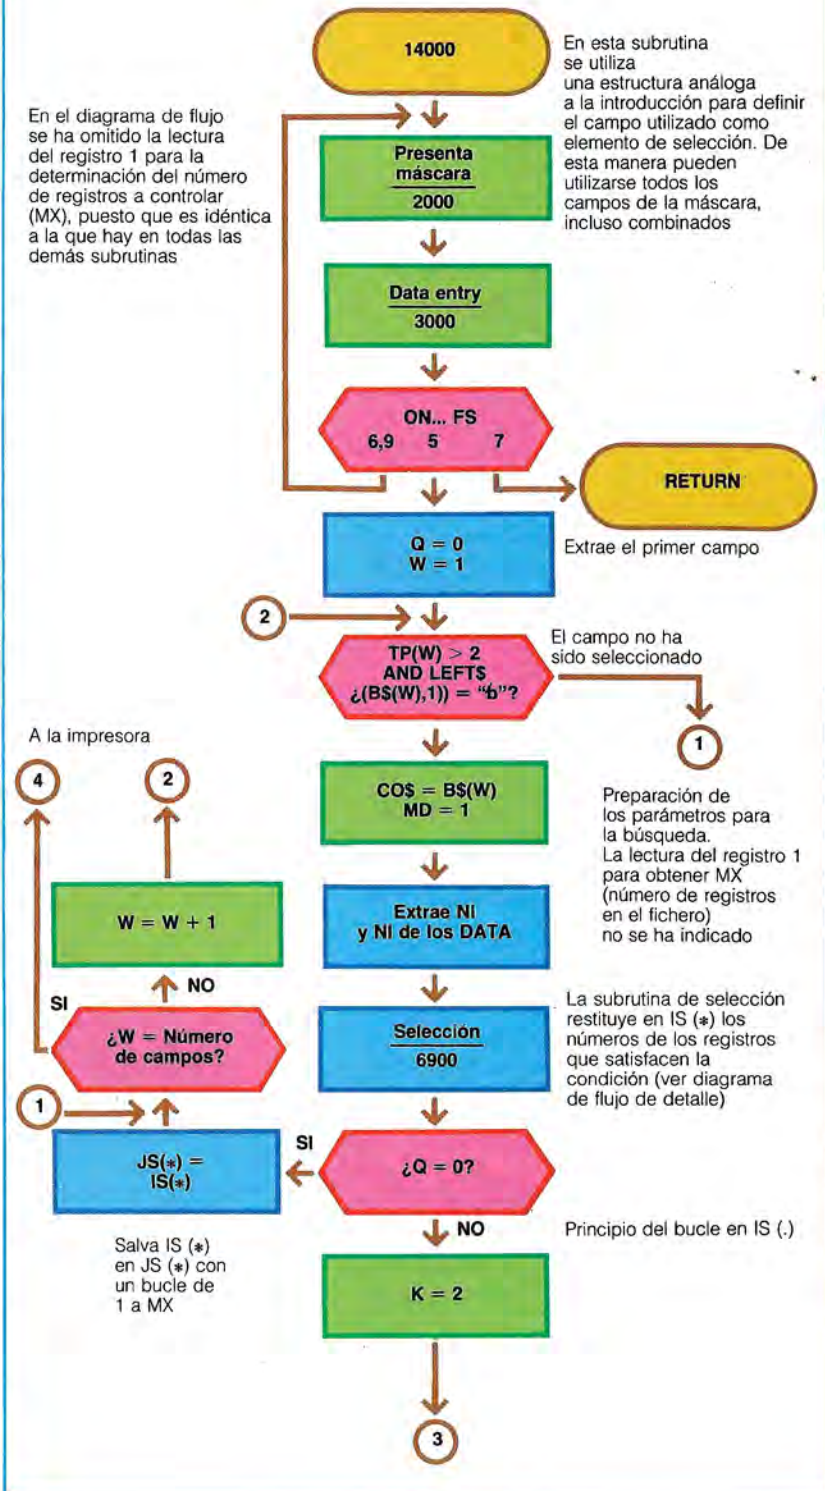 14000
En esta subrutina
se utiliza
una estructura análoga
a la introducción para definir
el campo utilizado como
elemento de selección. De
esta manera pueden
utilizarse todos los
campos de la máscara,
incluso combinados
En el diagrama de flujo
se ha omitido la lectura
del registro 1 para la
determinación del número
de registros a controlar
(MX), puesto que es idéntica
a la que hay en todas las
demás subrutinas
Presenta
máscara
2000
Data entry
3000
ON... FS
6,9 5 7
RETURN
Q = 0
W = 1
Extrae el primer campo
2
TP(W) > 2
AND LEFT$
¿(B$(W),1)) = "b"?
El campo no ha
sido seleccionado
1
A la impresora
4
2
CO$ = B$(W)
MD = 1
Preparación de
los parámetros para
la búsqueda.
La lectura del registro 1
para obtener MX
(número de registros
en el fichero)
no se ha indicado
W = W + 1
Extrae NI
y NI de los DATA
SI
NO
¿W = Número
de campos?
Selección
6900
La subrutina de selección
restituye en IS (*) los
números de los registros
que satisfacen la
condición (ver diagrama
de flujo de detalle)
1
JS(*) =
IS(*)
SI
¿Q = 0?
NO
Principio del bucle en IS (.)
Salva IS (*)
en JS (*) con
un bucle de
1 a MX
K = 2
3